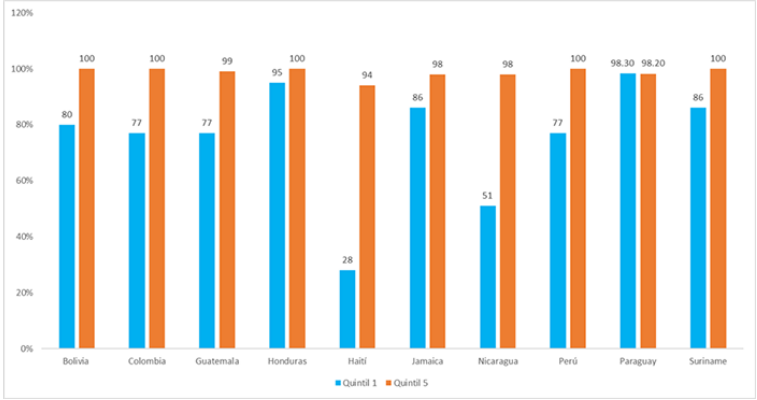 120%
100%
80%
60%
40%
20%
0%
80 100 77 100 77 99 95 100 28 94 86 98 51 98 77 100 98.30 98.20 86 100
Bolivia Colombia Guatemala Honduras Haití Jamaica Nicaragua Perú Paraguay Suriname
Quintil 1 Quintil 5